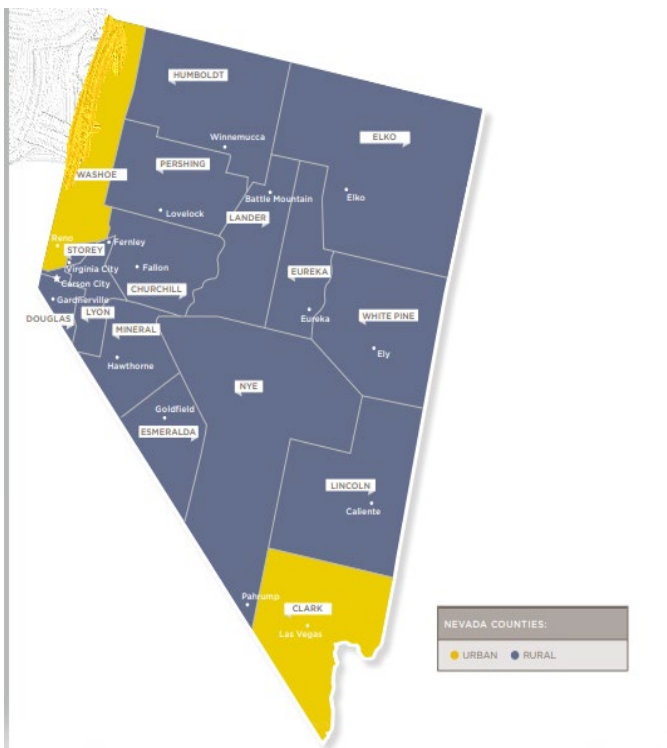 HUMBOLDT
ELKO
Winnemucca
PERSHING
WASHOE
Battle Mountain
Elko
Lovelock
LANDER
Reno
Fernley
STOREY
Virginia City
Fallon
EUREKA
Carson City
CHURCHILL
Gardnerville
LYON
DOUGLAS
Eureka
WHITE PINE
MINERAL
Ely
Hawthorne
NYE
Goldfield
ESMERALDA
LINCOLN
Caliente
Pahrump
CLARK
Las Vegas
NEVADA COUNTIES:
URBAN RURAL